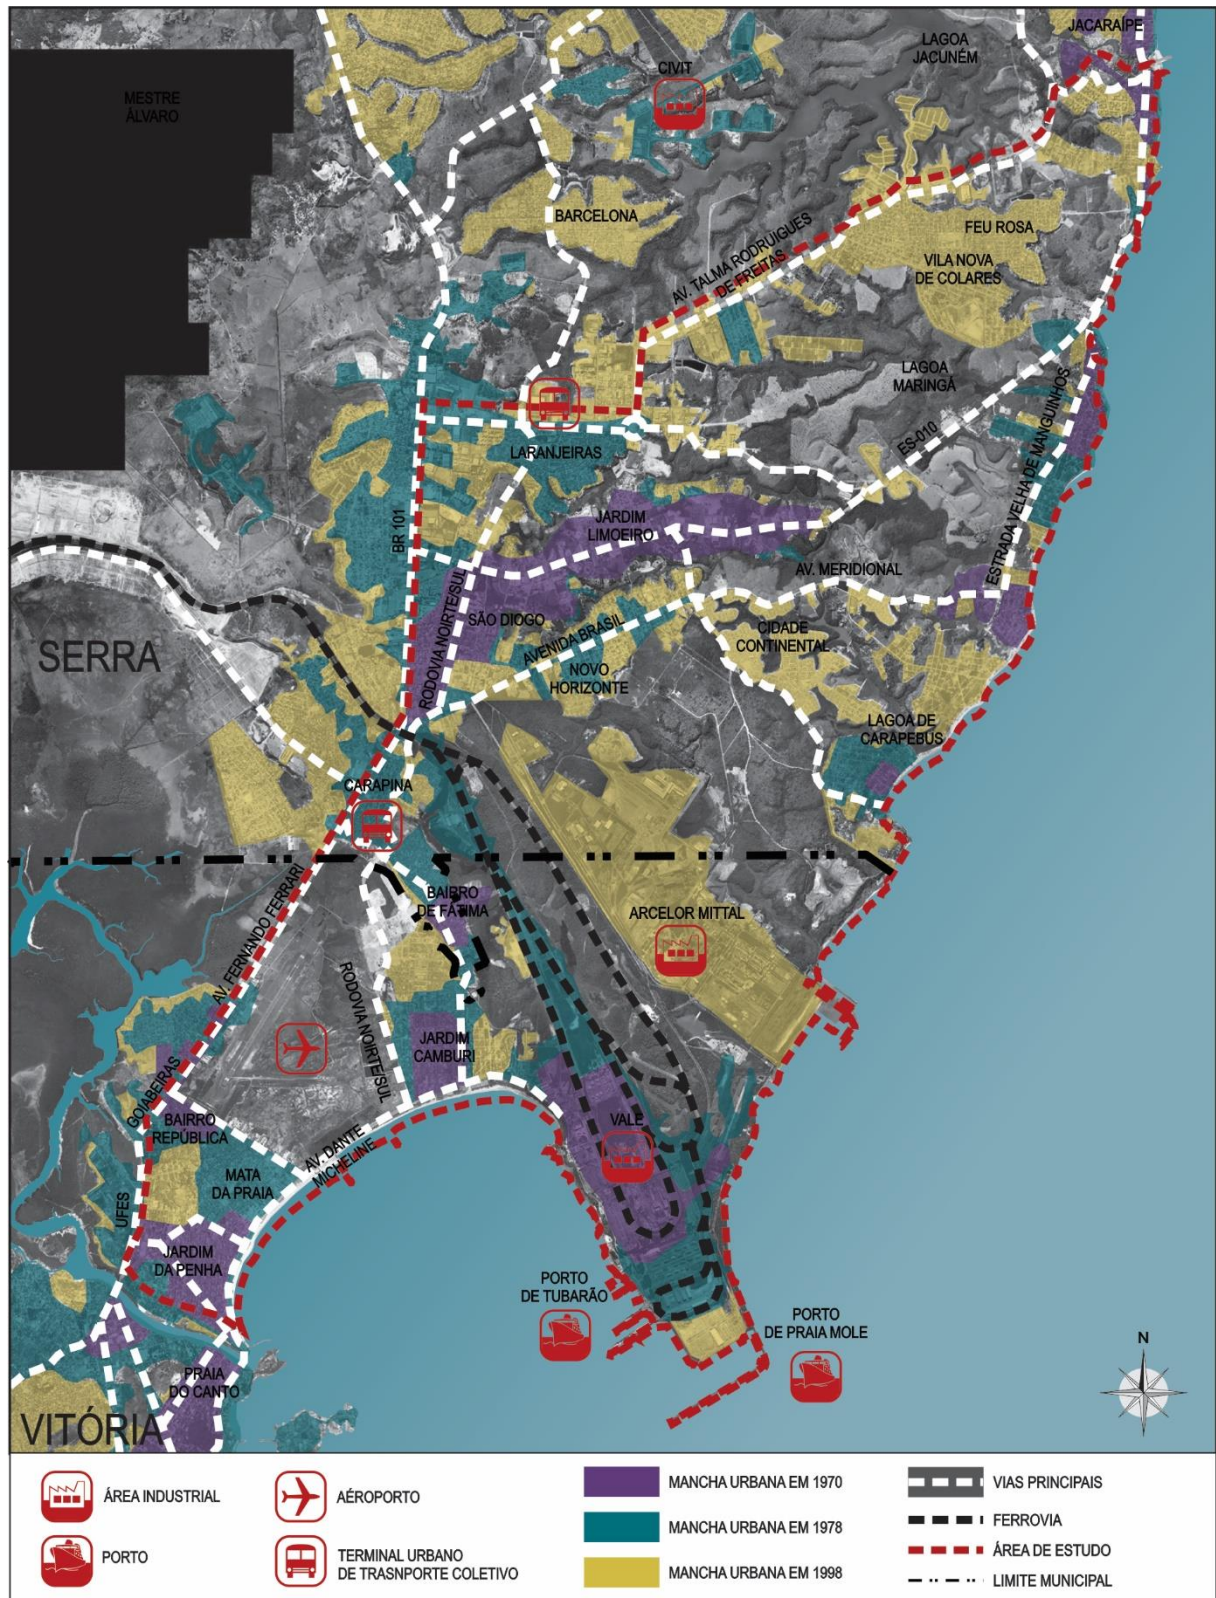 JACARAÍPE
LAGOA
JACUNÉM
CIVIT
MESTRE
ÁLVARO
BARCELONA
FEU ROSA
VILA NOVA
DE COLARES
AV. TALMA RODRUIGUES
DE FREITAS
LAGOA
MARINGÁ
ES-010
ESTRADA VELHA DE MANGUINHOS
LARANJEIRAS
BR 101
JARDIM
LIMOEIRO
AV. MERIDIONAL
SÃO DIOGO
RODOVIA NOIRTE/SUL
AVENIDA BRASIL
CIDADE
CONTINENTAL
NOVO
HORIZONTE
SERRA
LAGOA DE
CARAPEBUS
CARAPINA
BAIRRO
DE FÁTIMA
ARCELOR MITTAL
AV. FERNANDO FERRARI
RODOVIA NOIRTE/SUL
JARDIM
CAMBURI
GOIABEIRAS
BAIRRO
REPÚBLICA
VALE
AV. DANTE
MICHELINE
MATA
DA PRAIA
UFES
JARDIM
DA PENHA
PORTO
DE TUBARÃO
PORTO
DE PRAIA MOLE
PRAIA
DO CANTO
VITÓRIA
N
ÁREA INDUSTRIAL
PORTO
AÉROPORTO
TERMINAL URBANO
DE TRASNPORTE COLETIVO
MANCHA URBANA EM 1970
MANCHA URBANA EM 1978
MANCHA URBANA EM 1998
VIAS PRINCIPAIS
FERROVIA
ÁREA DE ESTUDO
LIMITE MUNICIPAL